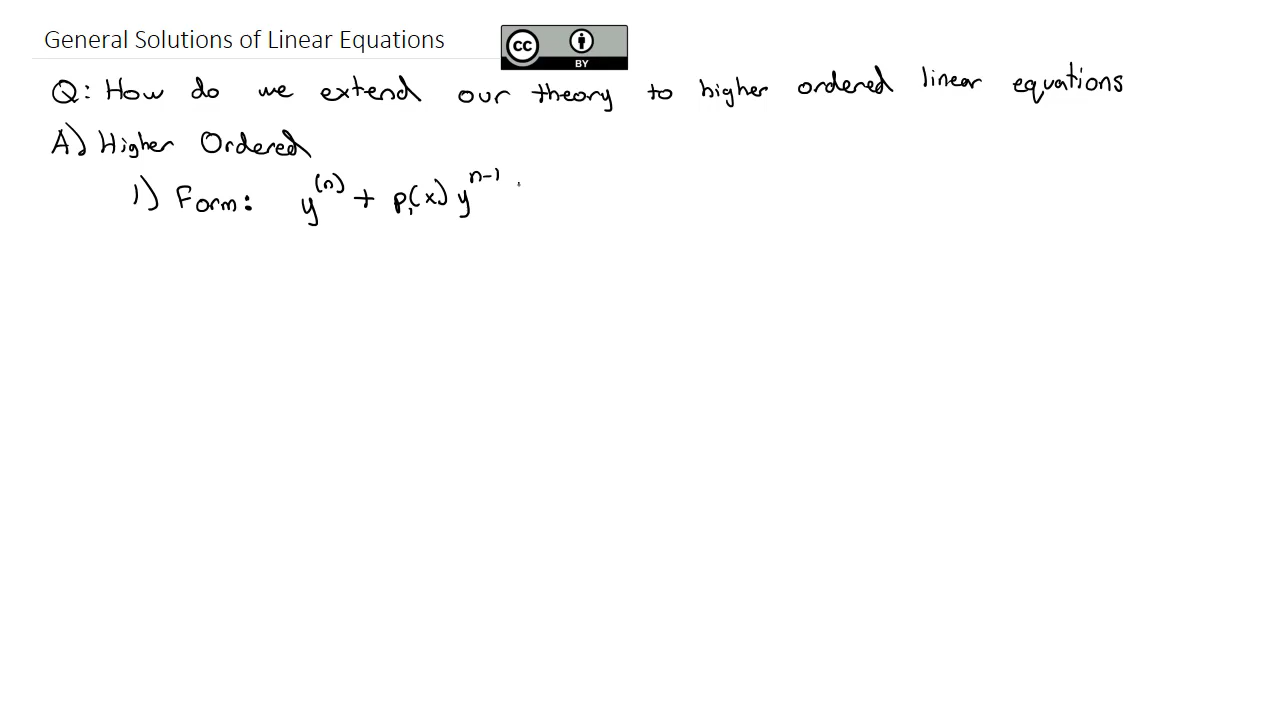 General Solutions of Linear Equations
CC BY
Q: How do we extend our theory to higher ordered linear equations
A) Higher Ordered
1) Form: y^(n) + p₁(x) y^n-1